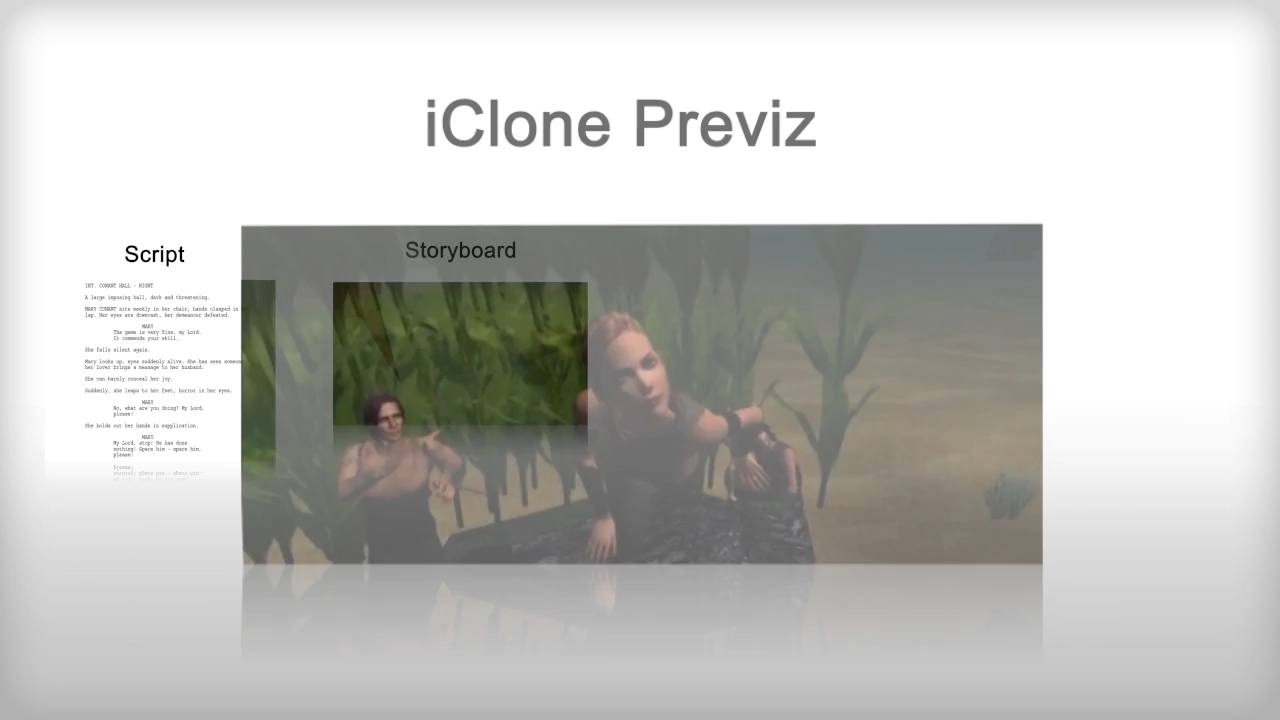 iClone Previz
Script
Storyboard
INT. CONANT HALL - NIGHT
A large imposing hall, dark and threatening.
MARY CONANT sits meekly in her chair, hands clasped in
lap. Her eyes are downcast, her demeanour defeated.
MARY
The game is very fine, my Lord.
It commends your skill.
She falls silent again.
Mary looks up, eyes suddenly alive. She has seen
her lover brings a message to her husband.
She can barely conceal her joy.
Suddenly, she leaps to her feet, horror in her eyes.
MARY
No, what are you doing? My Lord,
please!
She holds out her hands in supplication.
MARY
My Lord, stop! He has done
nothing! Spare him - spare him,
please!